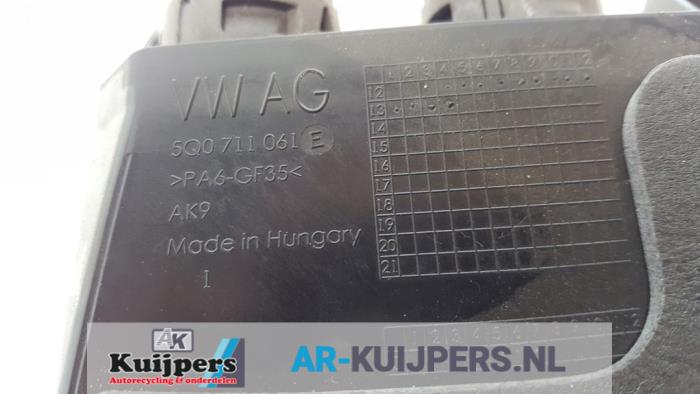 VW AG
5Q0 711 061 E
>PA6-GF35<
AK9
Made in Hungary
1
1 2 3 4 5 6 7 8 9 10 11 12
12
13
14
15
16
17
18
19
20
21
AK
Kuijpers
Autorecycling & onderdelen
AR-KUIJPERS.NL